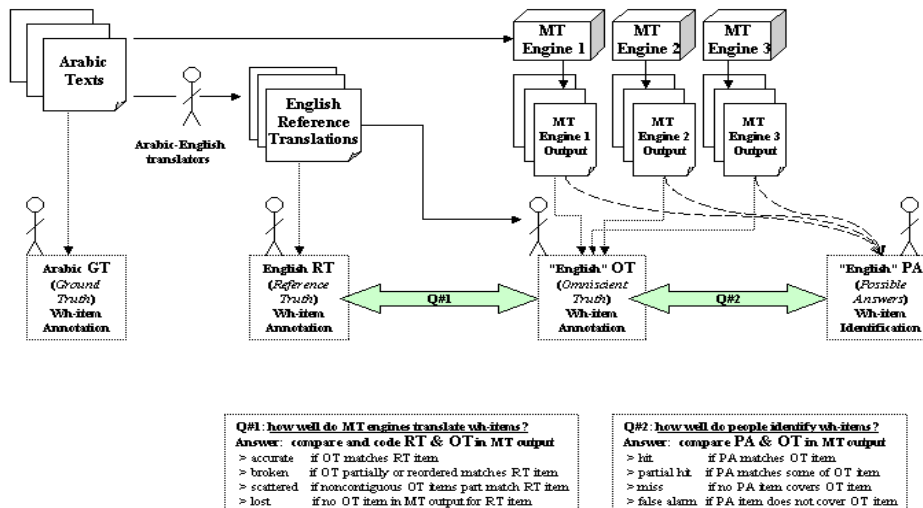 Arabic
Texts
Arabic-English
translators
English
Reference
Translations
MT
Engine 1
MT
Engine 2
MT
Engine 3
MT
Engine 1
Output
MT
Engine 2
Output
MT
Engine 3
Output
Arabic GT
(Ground
Truth)
Wh-item
Annotation
English RT
(Reference
Truth)
Wh-item
Annotation
Q#1
"English" OT
(Omniscient
Truth)
Wh-item
Annotation
Q#2
"English" PA
(Possible
Answers)
Wh-item
Identification
Q#1: how well do MT engines translate wh-items?
Answer: compare and code RT & OT in MT output
> accurate if OT matches RT item
> broken if OT partially or reordered matches RT item
> scattered if noncontiguous OT items part match RT item
> lost if no OT item in MT output for RT item
Q#2: how well do people identify wh-items?
Answer: compare PA & OT in MT output
> hit if PA matches OT item
> partial hit if PA matches some of OT item
> miss if no PA item covers OT item
> false alarm if PA item does not cover OT item